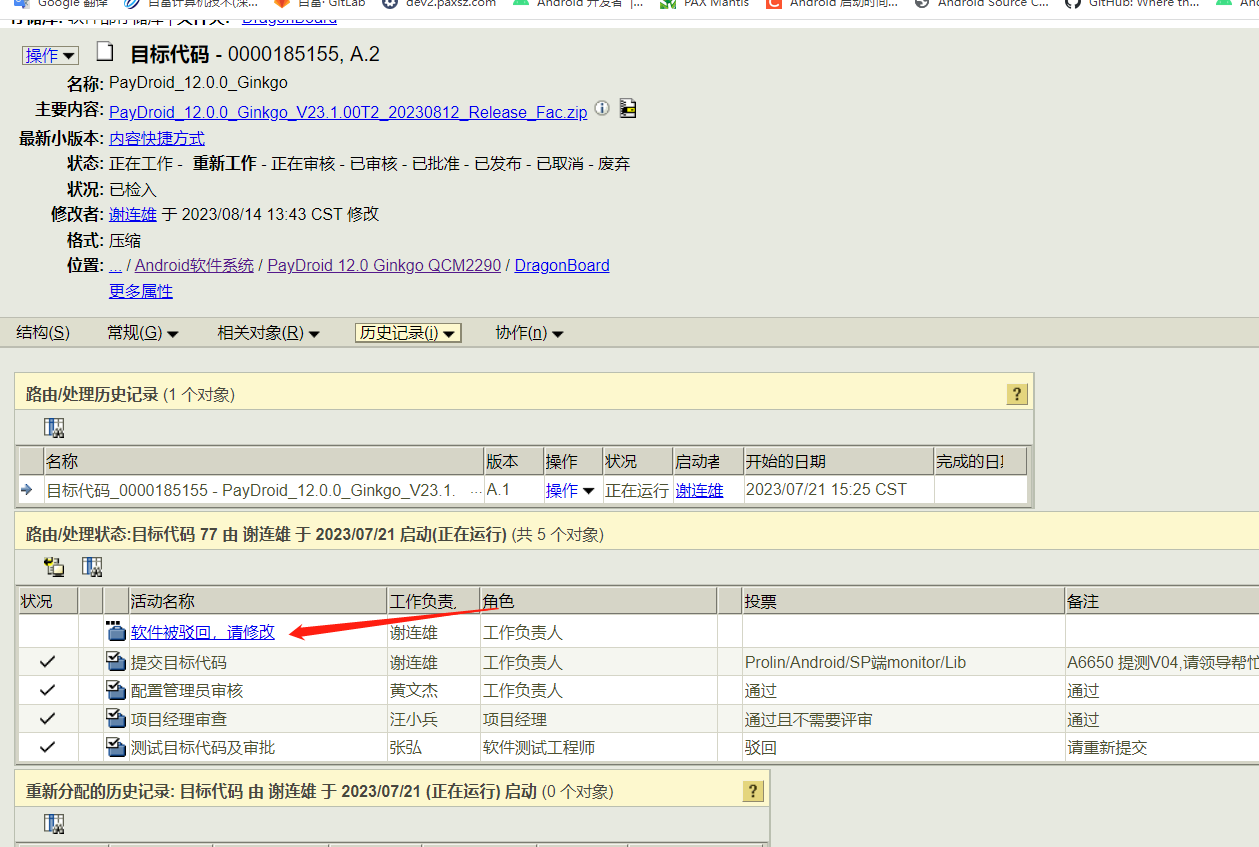 Google 翻译 百富计算机技术(深... 百富· GitLab dev2.paxsz.com Android 开发者 |... PAX Mantis Android 启动时间... Android Source C... GitHub: Where th...
DragonBoard
操作 目标代码 - 0000185155, A.2
名称: PayDroid_12.0.0_Ginkgo
主要内容: PayDroid_12.0.0_Ginkgo_V23.1.00T2_20230812_Release_Fac.zip
最新小版本: 内容快捷方式
状态: 正在工作 - 重新工作 - 正在审核 - 已审核 - 已批准 - 已发布 - 已取消 - 废弃
状况: 已检入
修改者: 谢连雄 于 2023/08/14 13:43 CST 修改
格式: 压缩
位置: ... / Android软件系统 / PayDroid 12.0 Ginkgo QCM2290 / DragonBoard
更多属性
结构(S) 常规(G) 相关对象(R) 历史记录(i) 协作(n)
路由/处理历史记录 (1 个对象) ?
名称 版本 操作 状况 启动者 开始的日期 完成的日
目标代码_0000185155 - PayDroid_12.0.0_Ginkgo_V23.1. ... A.1 操作 正在运行 谢连雄 2023/07/21 15:25 CST
路由/处理状态:目标代码 77 由 谢连雄 于 2023/07/21 启动(正在运行) (共 5 个对象)
状况 活动名称 工作负责. 角色 投票 备注
软件被驳回，请修改 谢连雄 工作负责人
提交目标代码 谢连雄 工作负责人 Prolin/Android/SP端monitor/Lib A6650 提测V04,请领导帮忙
配置管理员审核 黄文杰 工作负责人 通过 通过
项目经理审查 汪小兵 项目经理 通过且不需要评审 通过
测试目标代码及审批 张弘 软件测试工程师 驳回 请重新提交
重新分配的历史记录: 目标代码 由 谢连雄 于 2023/07/21 (正在运行) 启动 (0 个对象) ?